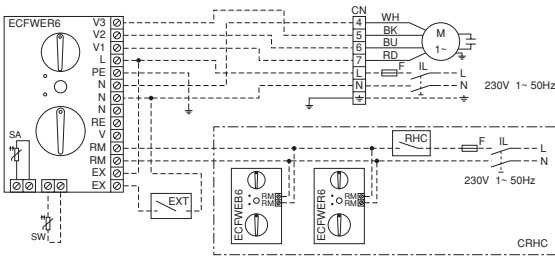 ECFWER6
V3
V2
V1
L
PE
N
N
N
RE
V
RM
RM
EX
EX
SA
SW
EXT
CN
4
5
6
7
L
N
WH
BK
BU
RD
M
1~
F
IL
L
N
230V 1~ 50Hz
RHC
F
IL
L
N
230V 1~ 50Hz
ECFWEB6
RM
RM
ECFWER6
RM
RM
CRHC